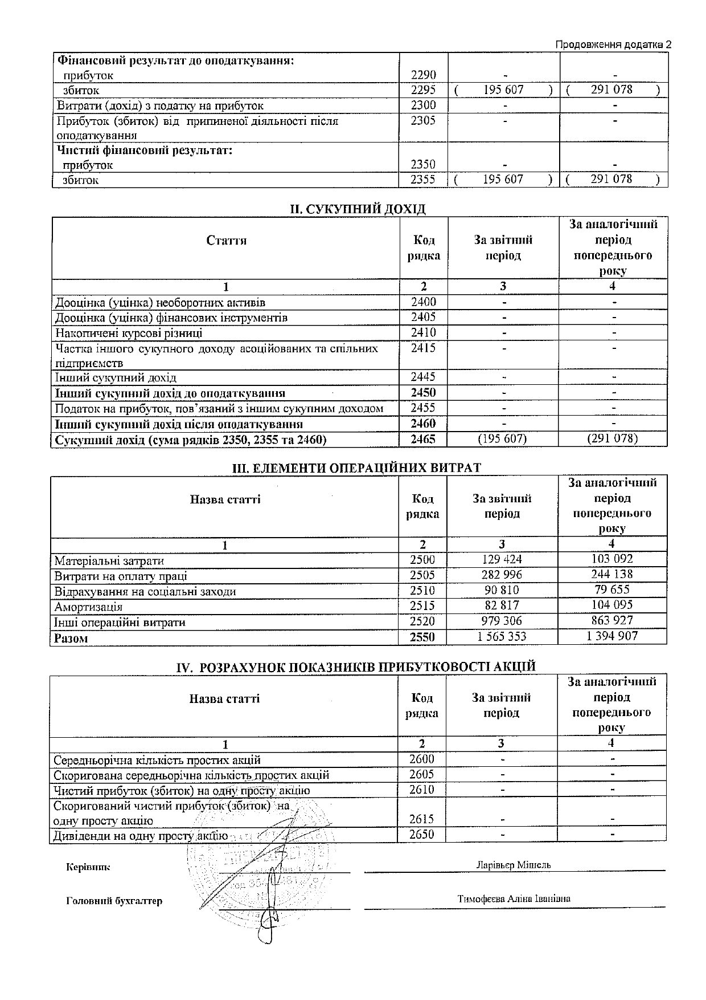 Продовження додатка 2
Фінансовий результат до оподаткування:
прибуток 2290 - -
збиток 2295 ( 195 607 ) ( 291 078 )
Витрати (дохід) з податку на прибуток 2300 - -
Прибуток (збиток) від припиненої діяльності після 2305 - -
оподаткування
Чистий фінансовий результат:
прибуток 2350 - -
збиток 2355 ( 195 607 ) ( 291 078 )
II. СУКУПНИЙ ДОХІД
За аналогічний
Стаття Код За звітний період
рядка період попереднього
року
1 2 3 4
Дооцінка (уцінка) необоротних активів 2400 - -
Дооцінка (уцінка) фінансових інструментів 2405 - -
Накопичені курсові різниці 2410 - -
Частка іншого сукупного доходу асоційованих та спільних 2415 - -
підприємств
Інший сукупний дохід 2445 - -
Інший сукупний дохід до оподаткування 2450 - -
Податок на прибуток, пов’язаний з іншим сукупним доходом 2455 - -
Інший сукупний дохід після оподаткування 2460 - -
Сукупний дохід (сума рядків 2350, 2355 та 2460) 2465 (195 607) (291 078)
III. ЕЛЕМЕНТИ ОПЕРАЦІЙНИХ ВИТРАТ
За аналогічний
Назва статті Код За звітний період
рядка період попереднього
року
1 2 3 4
Матеріальні затрати 2500 129 424 103 092
Витрати на оплату праці 2505 282 996 244 138
Відрахування на соціальні заходи 2510 90 810 79 655
Амортизація 2515 82 817 104 095
Інші операційні витрати 2520 979 306 863 927
Разом 2550 1 565 353 1 394 907
IV. РОЗРАХУНОК ПОКАЗНИКІВ ПРИБУТКОВОСТІ АКЦІЙ
За аналогічний
Назва статті Код За звітний період
рядка період попереднього
року
1 2 3 4
Середньорічна кількість простих акцій 2600 - -
Скоригована середньорічна кількість простих акцій 2605 - -
Чистий прибуток (збиток) на одну просту акцію 2610 - -
Скоригований чистий прибуток (збиток) на
одну просту акцію 2615 - -
Дивіденди на одну просту акцію 2650 - -
Керівник Ларівьєр Мішель
Головний бухгалтер Тимофєєва Аліна Іванівна